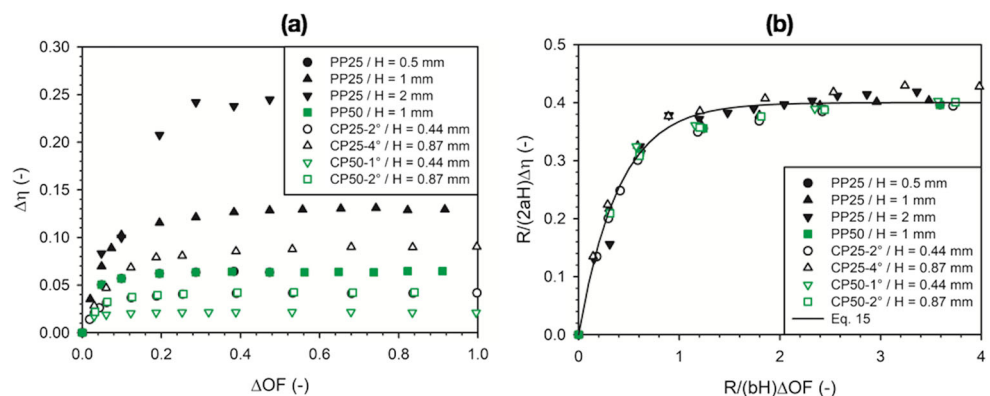 (a)
0.30
0.25
0.20
0.15
0.10
0.05
0.00
Δη (-)
PP25 / H = 0.5 mm
PP25 / H = 1 mm
PP25 / H = 2 mm
PP50 / H = 1 mm
CP25-2° / H = 0.44 mm
CP25-4° / H = 0.87 mm
CP50-1° / H = 0.44 mm
CP50-2° / H = 0.87 mm
0.0 0.2 0.4 0.6 0.8 1.0
ΔOF (-)
(b)
0.5
0.4
0.3
0.2
0.1
0.0
R/(2aH)Δη (-)
PP25 / H = 0.5 mm
PP25 / H = 1 mm
PP25 / H = 2 mm
PP50 / H = 1 mm
CP25-2° / H = 0.44 mm
CP25-4° / H = 0.87 mm
CP50-1° / H = 0.44 mm
CP50-2° / H = 0.87 mm
Eq. 15
0 1 2 3 4
R/(bH)ΔOF (-)